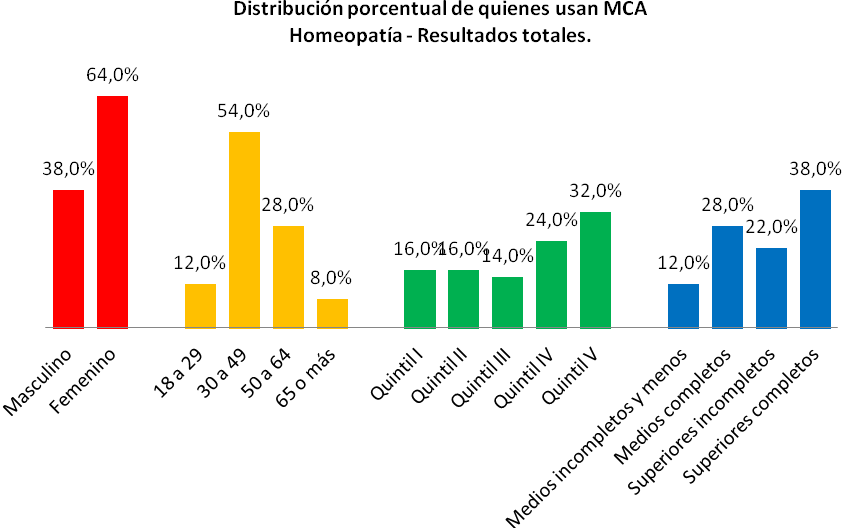 Distribución porcentual de quienes usan MCA
Homeopatía - Resultados totales.
64,0%
54,0%
38,0%
38,0%
32,0%
28,0%
28,0%
24,0%
22,0%
16,0%
16,0%
14,0%
12,0%
12,0%
8,0%
Masculino
Femenino
18 a 29
30 a 49
50 a 64
65 o más
Quintil I
Quintil II
Quintil III
Quintil IV
Quintil V
Medios incompletos y menos
Medios completos
Superiores incompletos
Superiores completos